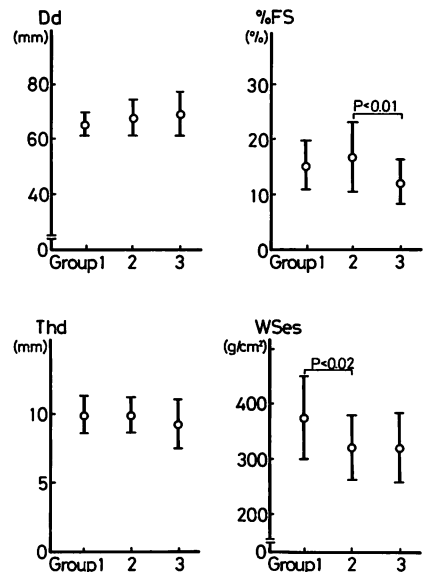 Dd
(mm)
80
60
40
0
Group1 2 3
%FS
(%)
30
20
10
0
P<0.01
Group1 2 3
Thd
(mm)
10
5
0
Group1 2 3
WSes
(g/cm²)
400
300
200
0
P<0.02
Group1 2 3